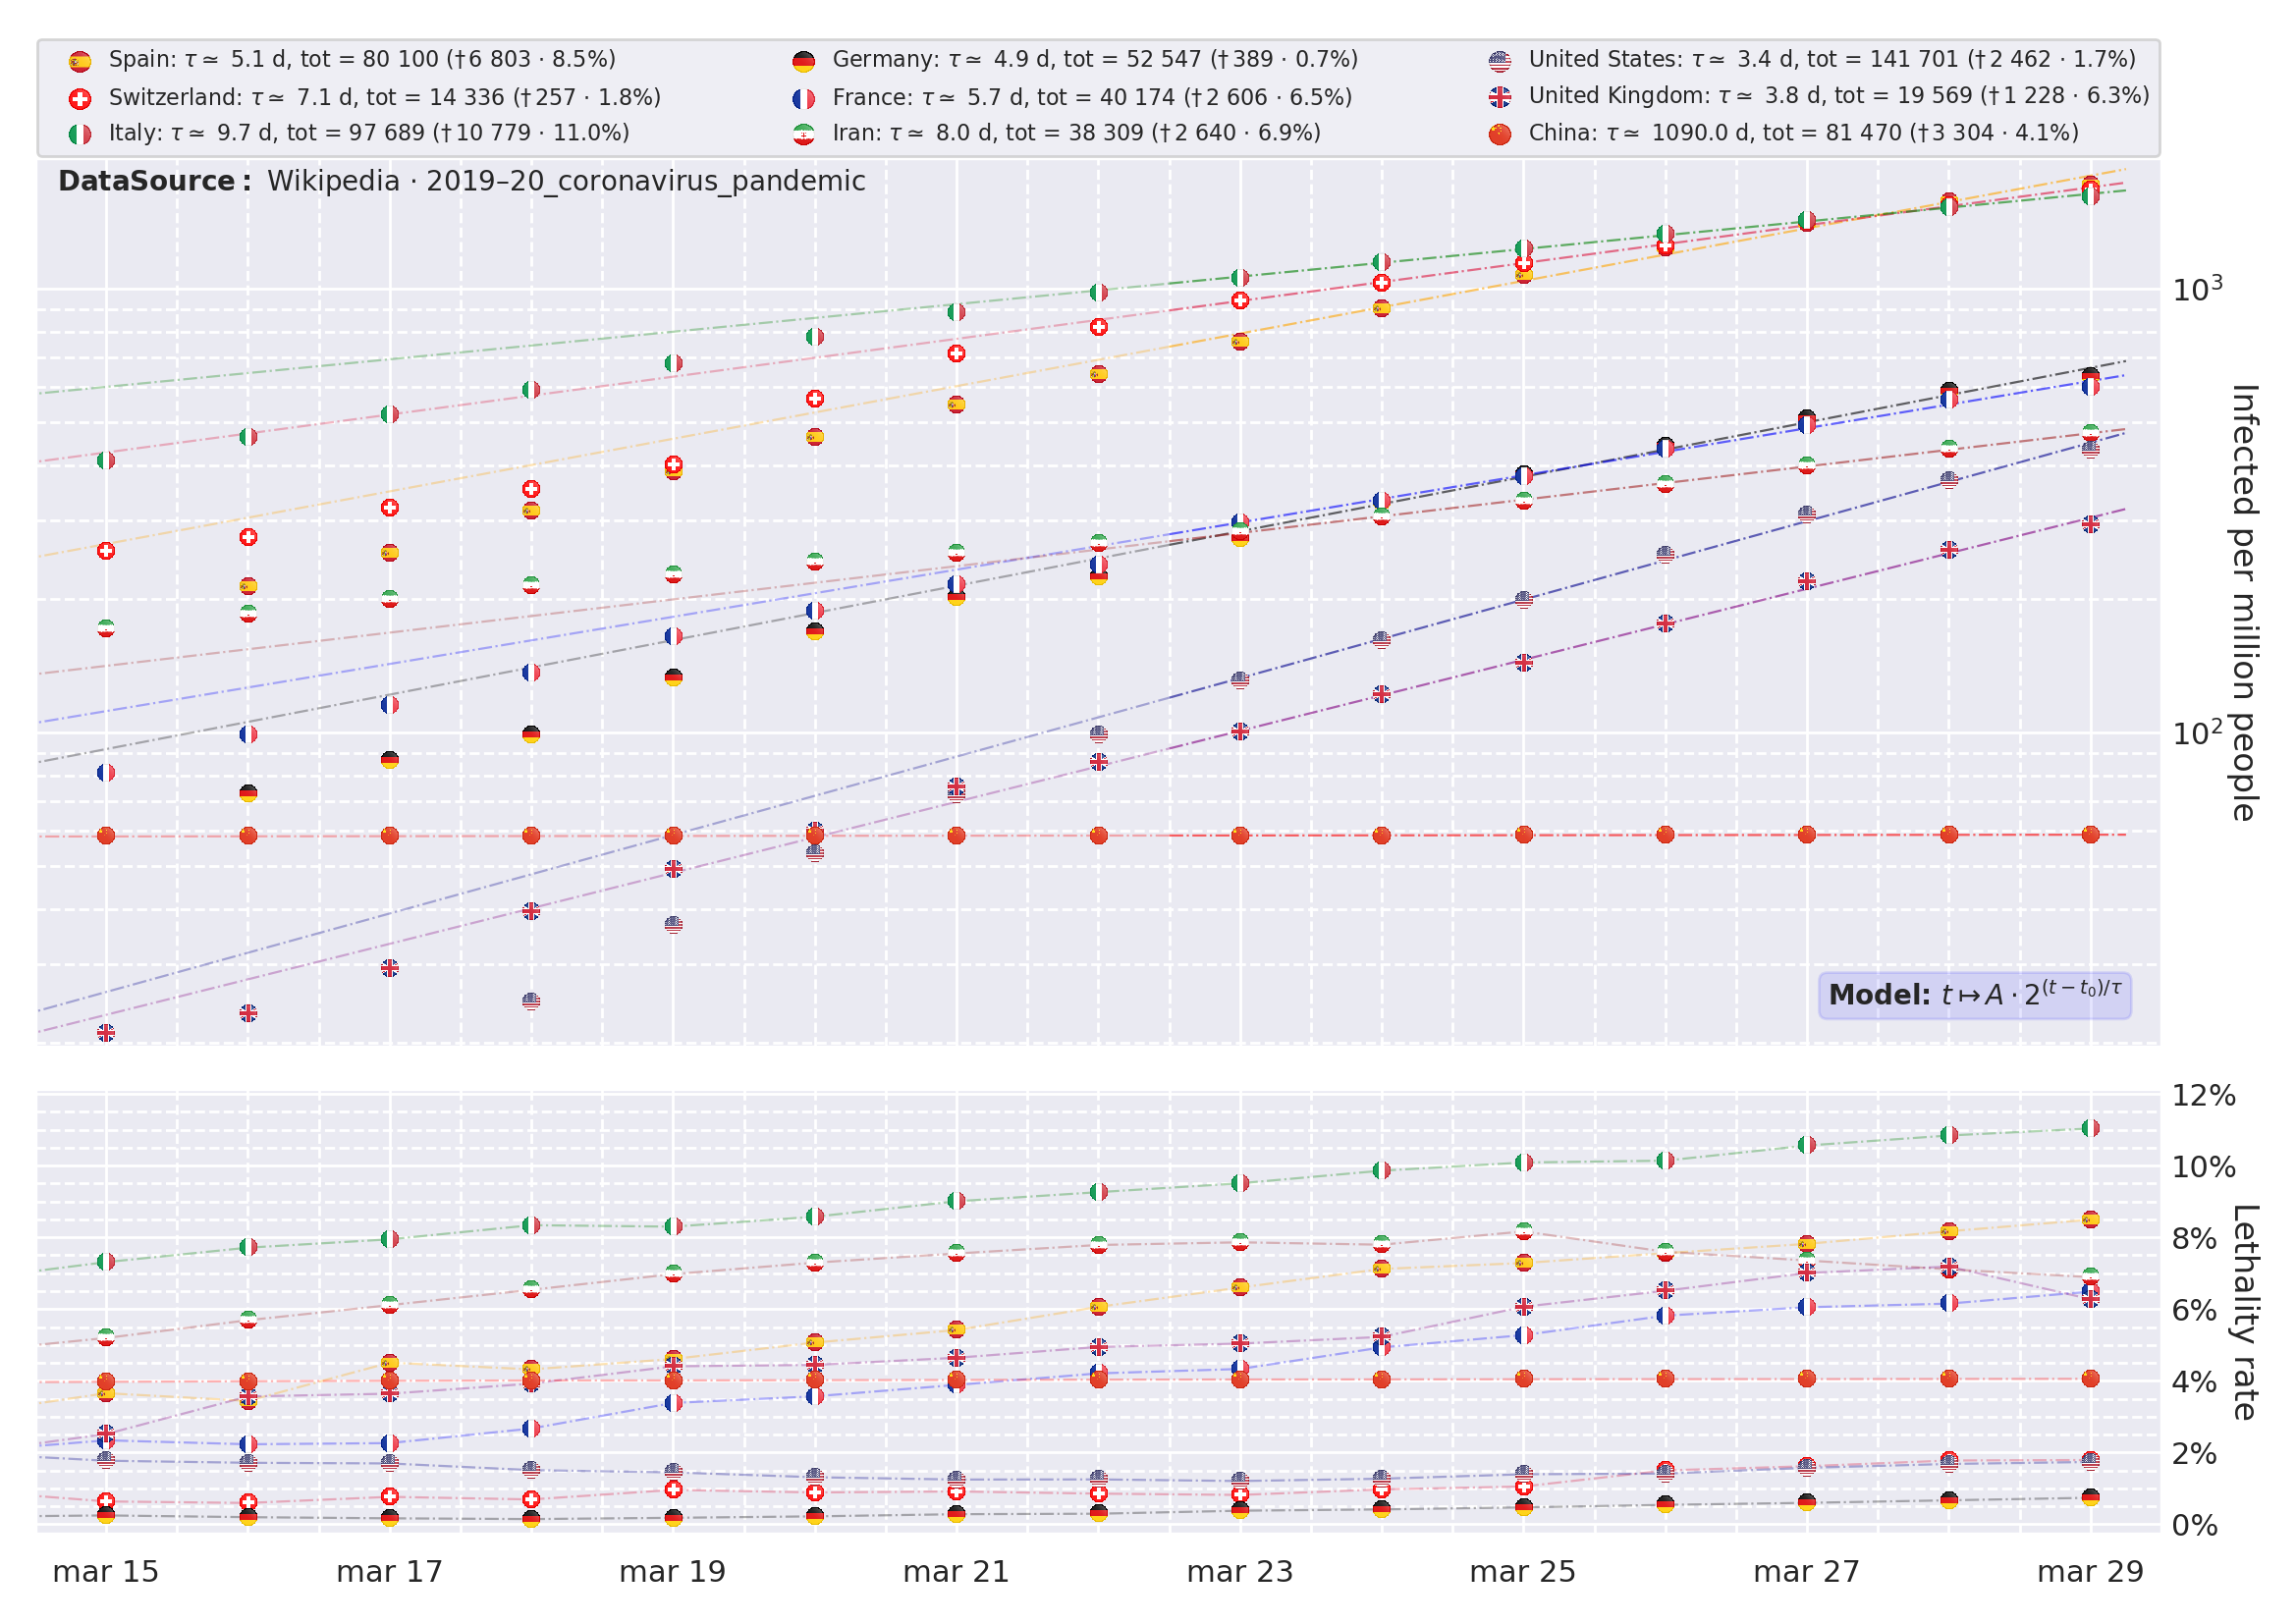 Spain: τ ≃ 5.1 d, tot = 80 100 (†6 803 · 8.5%)
Germany: τ ≃ 4.9 d, tot = 52 547 (†389 · 0.7%)
United States: τ ≃ 3.4 d, tot = 141 701 (†2 462 · 1.7%)
Switzerland: τ ≃ 7.1 d, tot = 14 336 (†257 · 1.8%)
France: τ ≃ 5.7 d, tot = 40 174 (†2 606 · 6.5%)
United Kingdom: τ ≃ 3.8 d, tot = 19 569 (†1 228 · 6.3%)
Italy: τ ≃ 9.7 d, tot = 97 689 (†10 779 · 11.0%)
Iran: τ ≃ 8.0 d, tot = 38 309 (†2 640 · 6.9%)
China: τ ≃ 1090.0 d, tot = 81 470 (†3 304 · 4.1%)
DataSource: Wikipedia · 2019–20_coronavirus_pandemic
10³
10²
Infected per million people
Model: t ↦ A · 2^(t − t₀)/τ
12%
10%
8%
6%
4%
2%
0%
Lethality rate
mar 15
mar 17
mar 19
mar 21
mar 23
mar 25
mar 27
mar 29